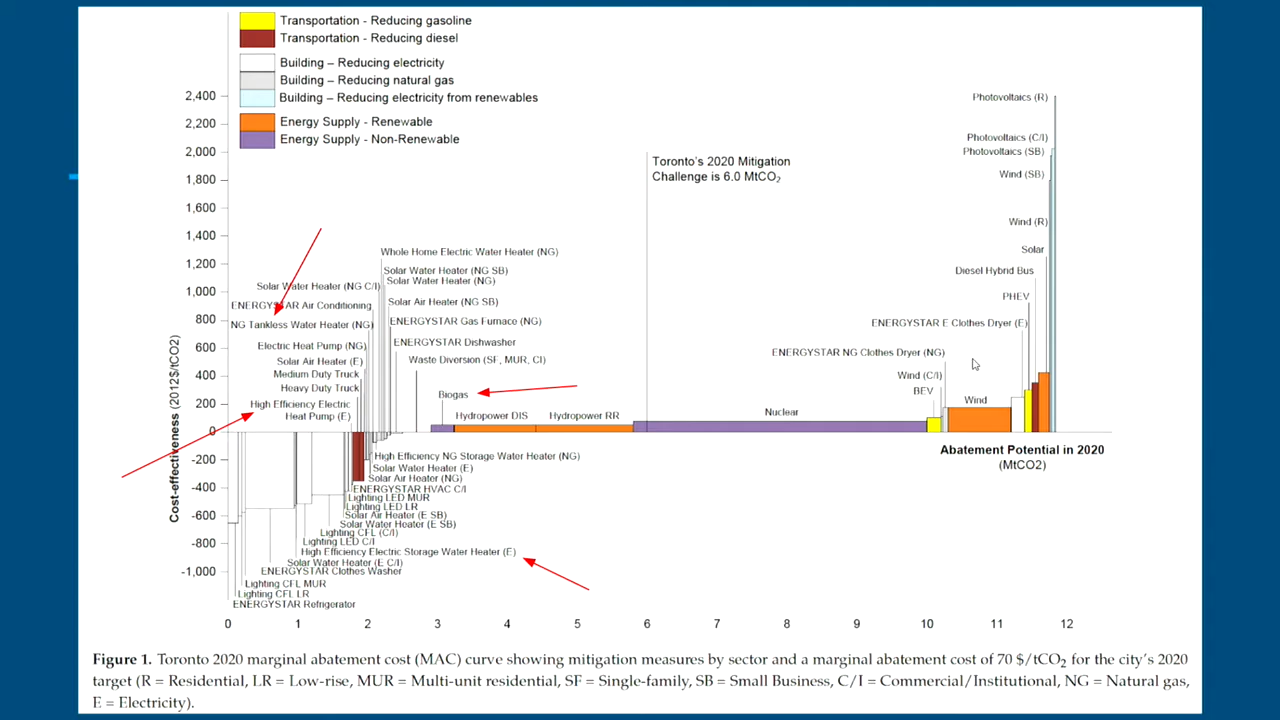 Transportation - Reducing gasoline
Transportation - Reducing diesel
Building – Reducing electricity
Building – Reducing natural gas
Building – Reducing electricity from renewables
Energy Supply - Renewable
Energy Supply - Non-Renewable
Cost-effectiveness (2012$/tCO2)
2,400
2,200
2,000
1,800
1,600
1,400
1,200
1,000
800
600
400
200
0
-200
-400
-600
-800
-1,000
Toronto's 2020 Mitigation
Challenge is 6.0 MtCO₂
Photovoltaics (R)
Photovoltaics (C/I)
Photovoltaics (SB)
Wind (SB)
Wind (R)
Solar
Diesel Hybrid Bus
PHEV
ENERGYSTAR E Clothes Dryer (E)
ENERGYSTAR NG Clothes Dryer (NG)
Wind (C/I)
BEV
Wind
Nuclear
Whole Home Electric Water Heater (NG)
Solar Water Heater (NG SB)
Solar Water Heater (NG)
Solar Water Heater (NG C/I)
Solar Air Heater (NG SB)
ENERGYSTAR Air Conditioning
ENERGYSTAR Gas Furnace (NG)
NG Tankless Water Heater (NG)
ENERGYSTAR Dishwasher
Electric Heat Pump (NG)
Waste Diversion (SF, MUR, CI)
Solar Air Heater (E)
Medium Duty Truck
Heavy Duty Truck
High Efficiency Electric
Heat Pump (E)
Biogas
Hydropower DIS
Hydropower RR
High Efficiency NG Storage Water Heater (NG)
Solar Water Heater (E)
Solar Air Heater (NG)
ENERGYSTAR HVAC C/I
Lighting LED MUR
Lighting LED LR
Solar Air Heater (E SB)
Solar Water Heater (E SB)
Lighting CFL (C/I)
Lighting LED C/I
High Efficiency Electric Storage Water Heater (E)
Solar Water Heater (E C/I)
ENERGYSTAR Clothes Washer
Lighting CFL MUR
Lighting CFL LR
ENERGYSTAR Refrigerator
Abatement Potential in 2020
(MtCO2)
0 1 2 3 4 5 6 7 8 9 10 11 12
Figure 1. Toronto 2020 marginal abatement cost (MAC) curve showing mitigation measures by sector and a marginal abatement cost of 70 $/tCO₂ for the city's 2020
target (R = Residential, LR = Low-rise, MUR = Multi-unit residential, SF = Single-family, SB = Small Business, C/I = Commercial/Institutional, NG = Natural gas,
E = Electricity).